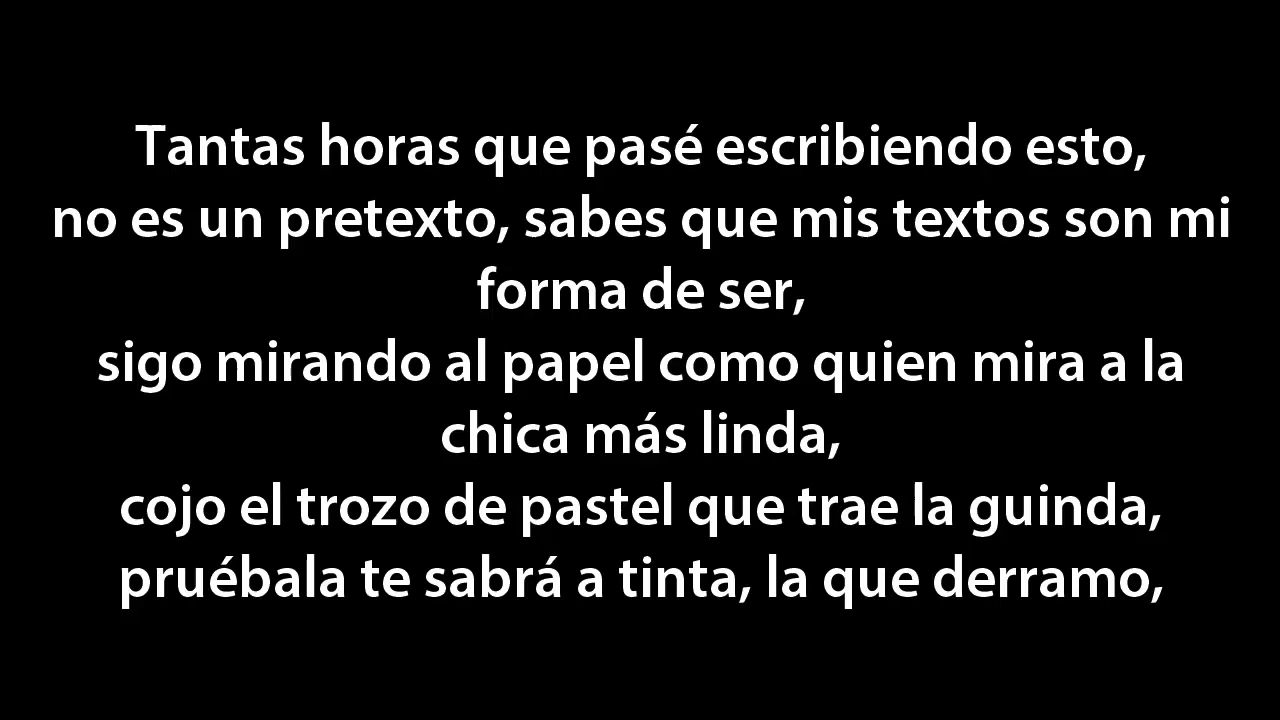 Tantas horas que pasé escribiendo esto,
no es un pretexto, sabes que mis textos son mi
forma de ser,
sigo mirando al papel como quien mira a la
chica más linda,
cojo el trozo de pastel que trae la guinda,
pruébala te sabrá a tinta, la que derramo,